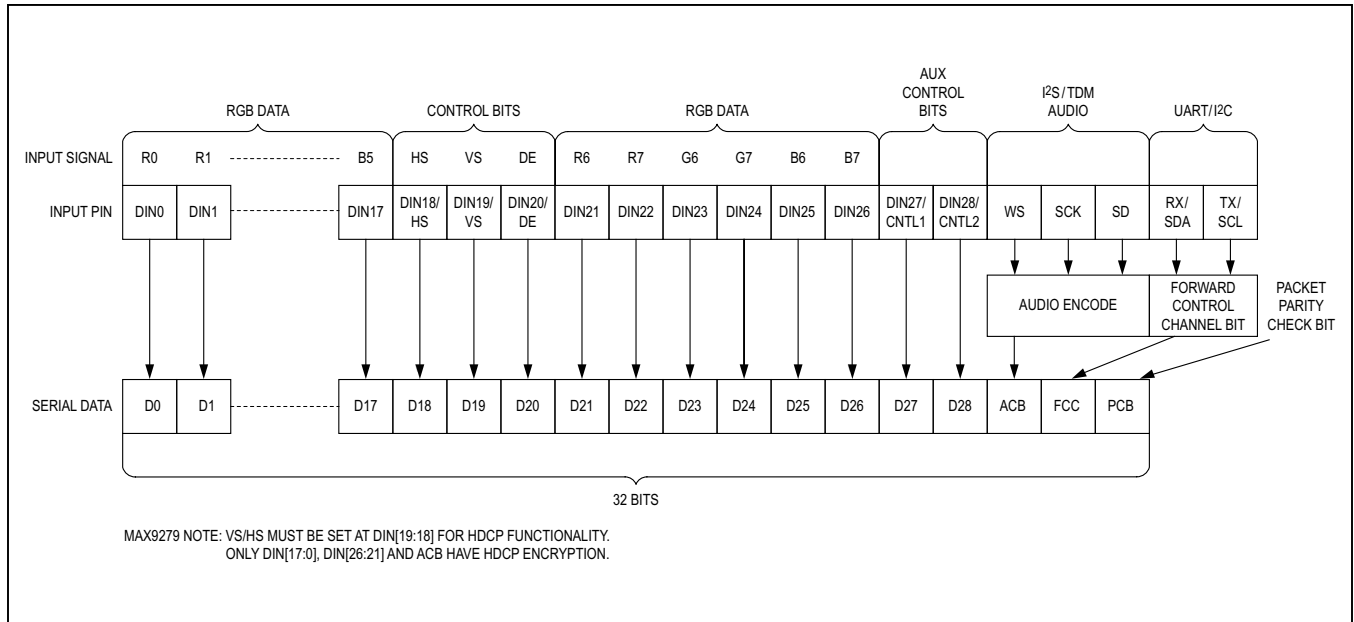 RGB DATA CONTROL BITS RGB DATA AUX CONTROL BITS I²S/TDM AUDIO UART/I²C
INPUT SIGNAL R0 R1 B5 HS VS DE R6 R7 G6 G7 B6 B7
INPUT PIN DIN0 DIN1 DIN17 DIN18/HS DIN19/VS DIN20/DE DIN21 DIN22 DIN23 DIN24 DIN25 DIN26 DIN27/CNTL1 DIN28/CNTL2 WS SCK SD RX/SDA TX/SCL
AUDIO ENCODE FORWARD CONTROL CHANNEL BIT PACKET PARITY CHECK BIT
SERIAL DATA D0 D1 D17 D18 D19 D20 D21 D22 D23 D24 D25 D26 D27 D28 ACB FCC PCB
32 BITS
MAX9279 NOTE: VS/HS MUST BE SET AT DIN[19:18] FOR HDCP FUNCTIONALITY.
ONLY DIN[17:0], DIN[26:21] AND ACB HAVE HDCP ENCRYPTION.